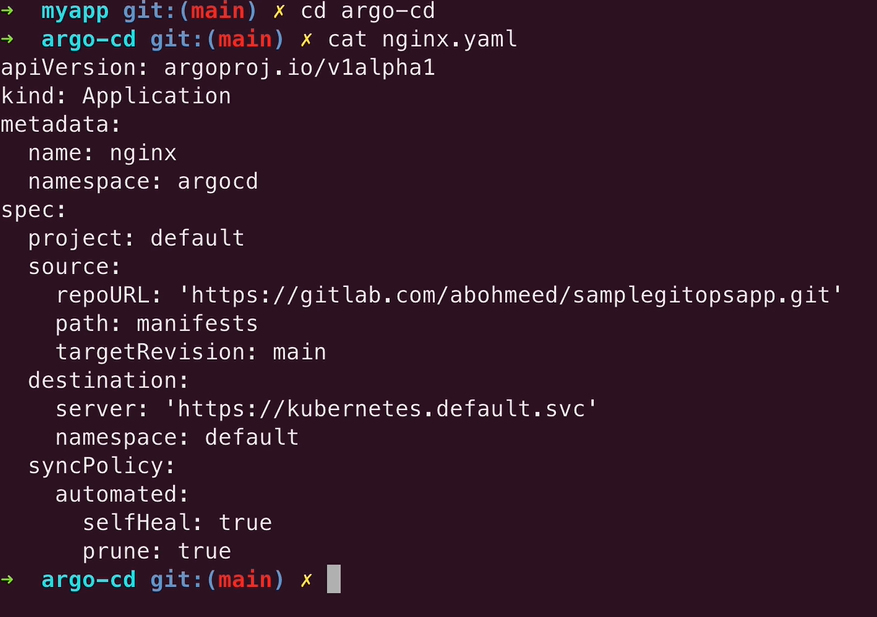 ➜  myapp git:(main) ✗ cd argo-cd
➜  argo-cd git:(main) ✗ cat nginx.yaml
apiVersion: argoproj.io/v1alpha1
kind: Application
metadata:
  name: nginx
  namespace: argocd
spec:
  project: default
  source:
    repoURL: 'https://gitlab.com/abohmeed/samplegitopsapp.git'
    path: manifests
    targetRevision: main
  destination:
    server: 'https://kubernetes.default.svc'
    namespace: default
  syncPolicy:
    automated:
      selfHeal: true
      prune: true
➜  argo-cd git:(main) ✗